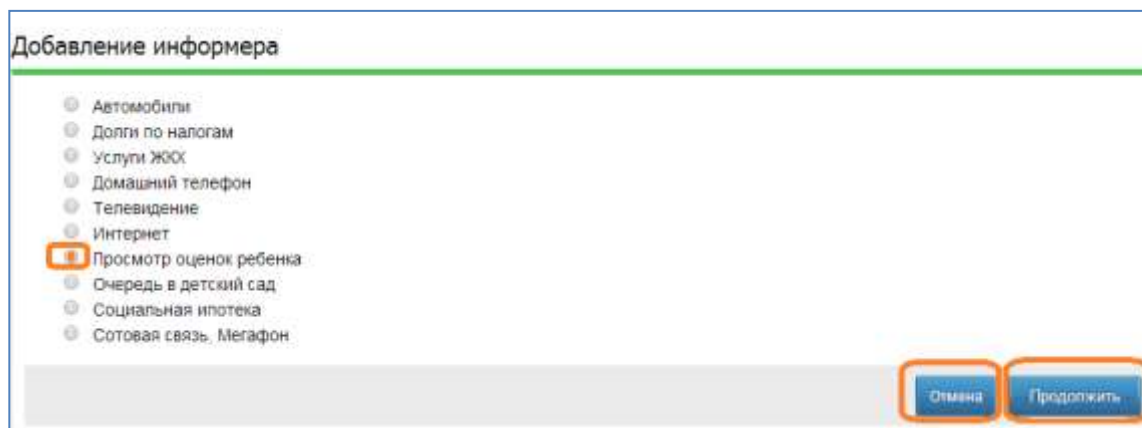 Добавление информера
Автомобили
Долги по налогам
Услуги ЖКХ
Домашний телефон
Телевидение
Интернет
Просмотр оценок ребенка
Очередь в детский сад
Социальная ипотека
Сотовая связь, Мегафон
Отмена Продолжить